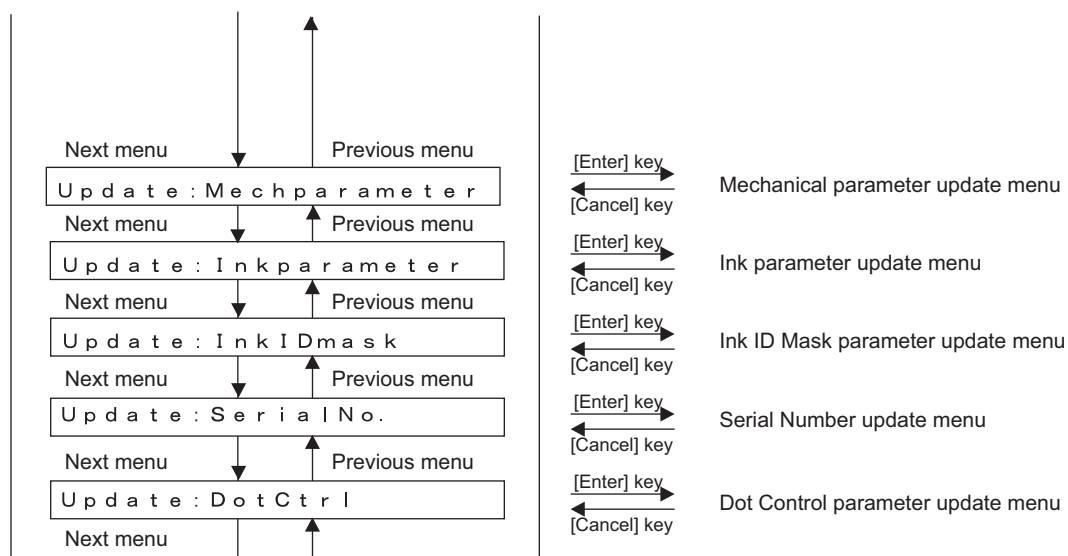 Next menu Previous menu
Update:Mechparameter
[Enter] key
[Cancel] key
Mechanical parameter update menu
Next menu Previous menu
Update:Inkparameter
[Enter] key
[Cancel] key
Ink parameter update menu
Next menu Previous menu
Update:InkIDmask
[Enter] key
[Cancel] key
Ink ID Mask parameter update menu
Next menu Previous menu
Update:SerialNo.
[Enter] key
[Cancel] key
Serial Number update menu
Next menu Previous menu
Update:DotCtrl
[Enter] key
[Cancel] key
Dot Control parameter update menu
Next menu